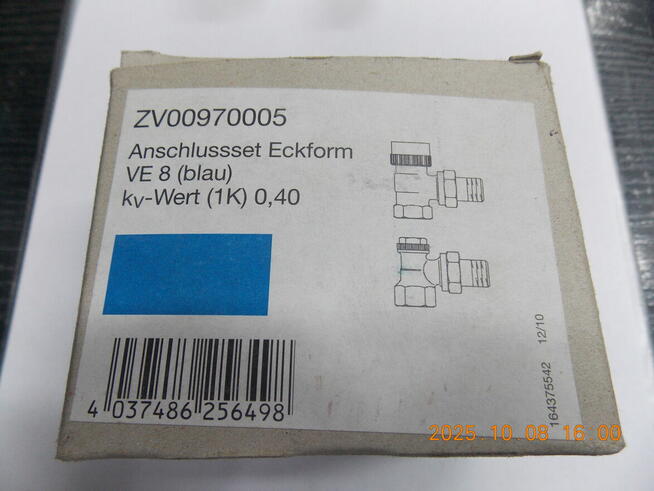 ZV00970005
Anschlussset Eckform
VE 8 (blau)
kv-Wert (1K) 0,40
4 037486 256498
164375542 12/10
2025 10 08 16 00